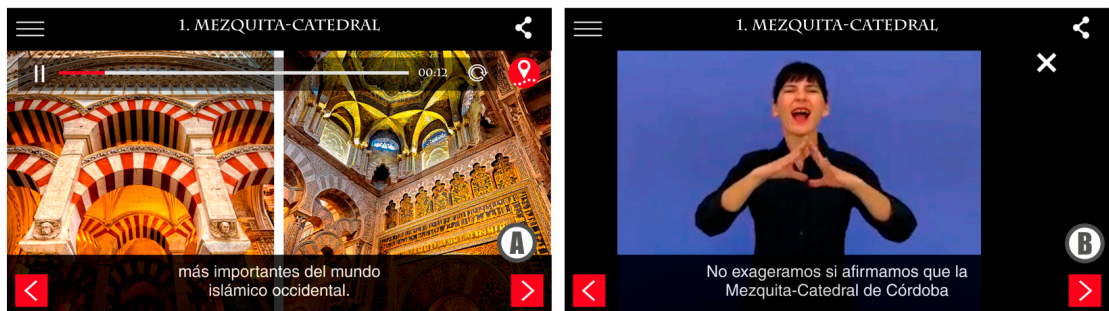 1. MEZQUITA-CATEDRAL
00:12
A
más importantes del mundo
islámico occidental.
1. MEZQUITA-CATEDRAL
B
No exageramos si afirmamos que la
Mezquita-Catedral de Córdoba